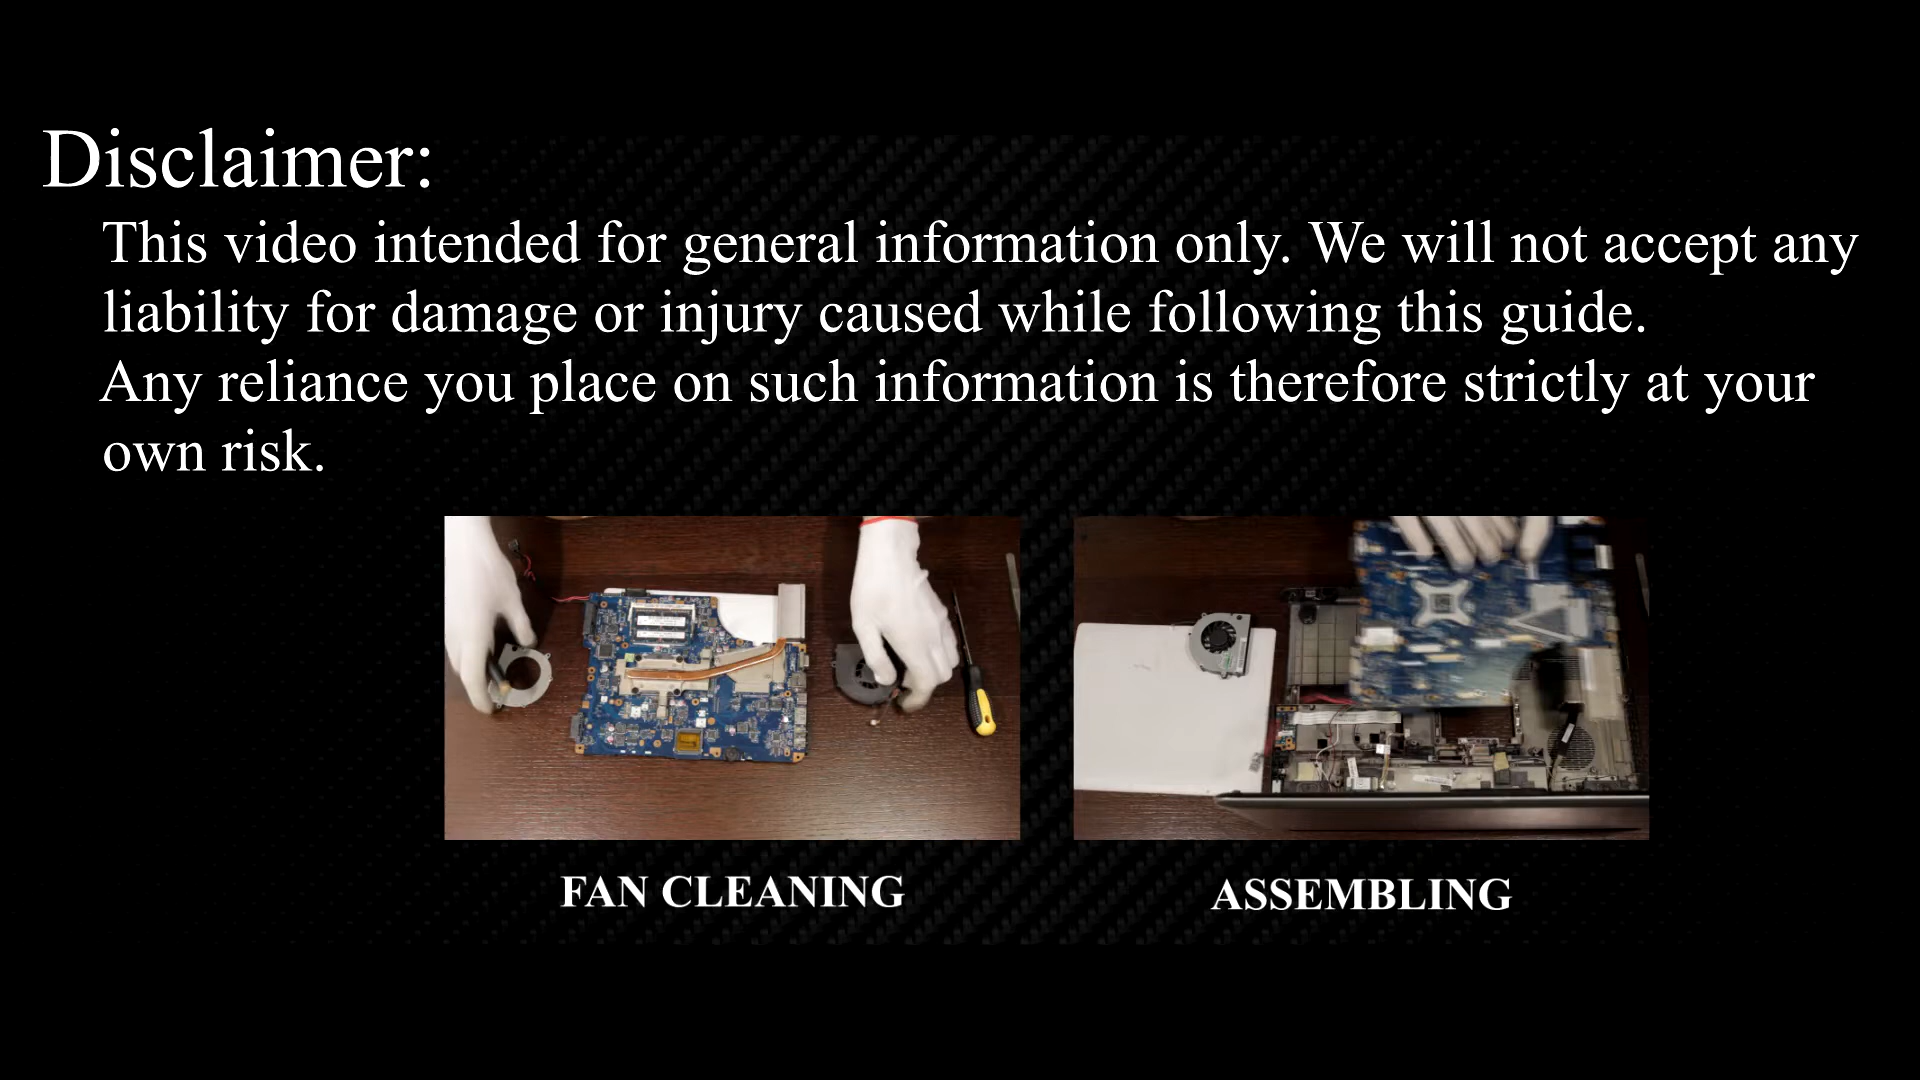 Disclaimer:
This video intended for general information only. We will not accept any
liability for damage or injury caused while following this guide.
Any reliance you place on such information is therefore strictly at your
own risk.
FAN CLEANING
ASSEMBLING